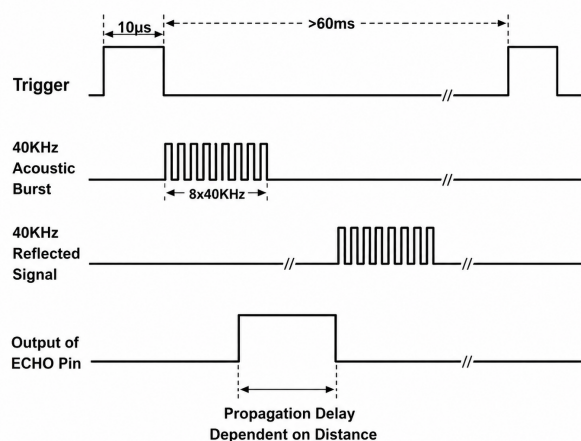 10µs
>60ms
Trigger
//
40KHz
Acoustic
Burst
8x40KHz
//
40KHz
Reflected
Signal
//
//
Output of
ECHO Pin
//
Propagation Delay
Dependent on Distance